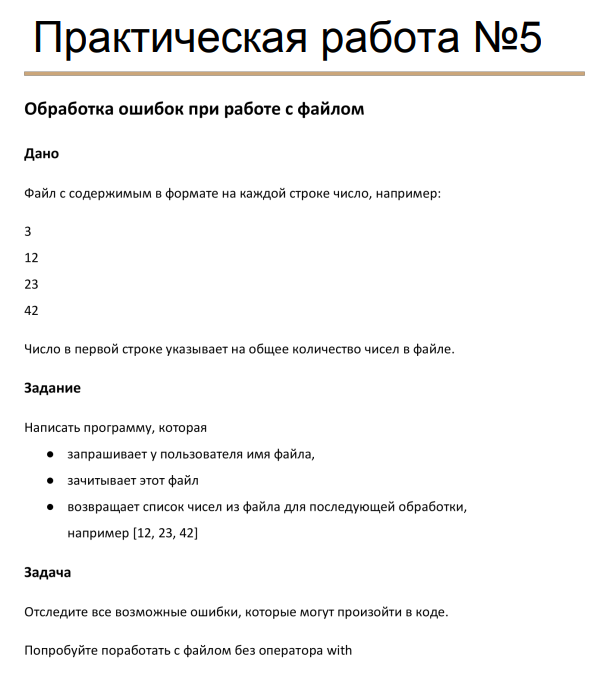 Практическая работа №5
Обработка ошибок при работе с файлом
Дано
Файл с содержимым в формате на каждой строке число, например:
3
12
23
42
Число в первой строке указывает на общее количество чисел в файле.
Задание
Написать программу, которая
● запрашивает у пользователя имя файла,
● зачитывает этот файл
● возвращает список чисел из файла для последующей обработки,
например [12, 23, 42]
Задача
Отследите все возможные ошибки, которые могут произойти в коде.
Попробуйте поработать с файлом без оператора with